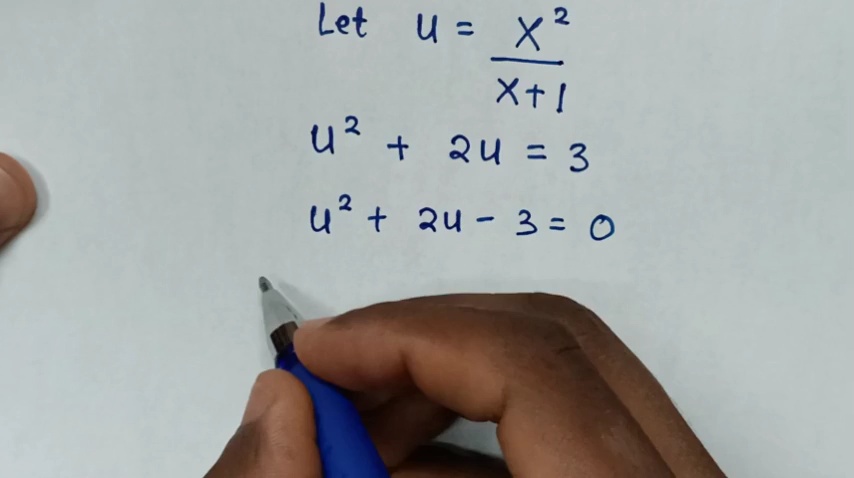 Let u = x²/(x+1)
u² + 2u = 3
u² + 2u - 3 = 0